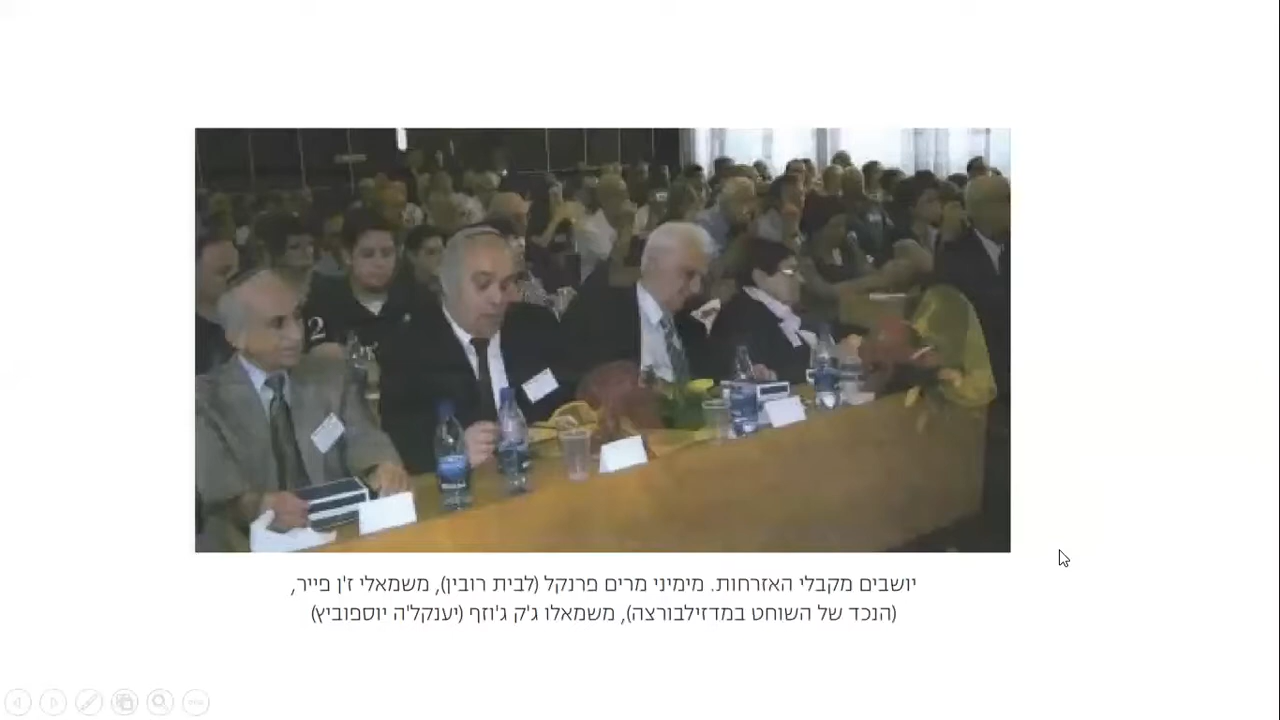 יושבים מקבלי האזרחות. מימיני מרים פרנקל (לבית רובין), משמאלי ז'ן פייר,
(הנכד של השוחט במדזילבורצה), משמאלו ג'ק ג'וזף (יענקל'ה יוספוביץ)